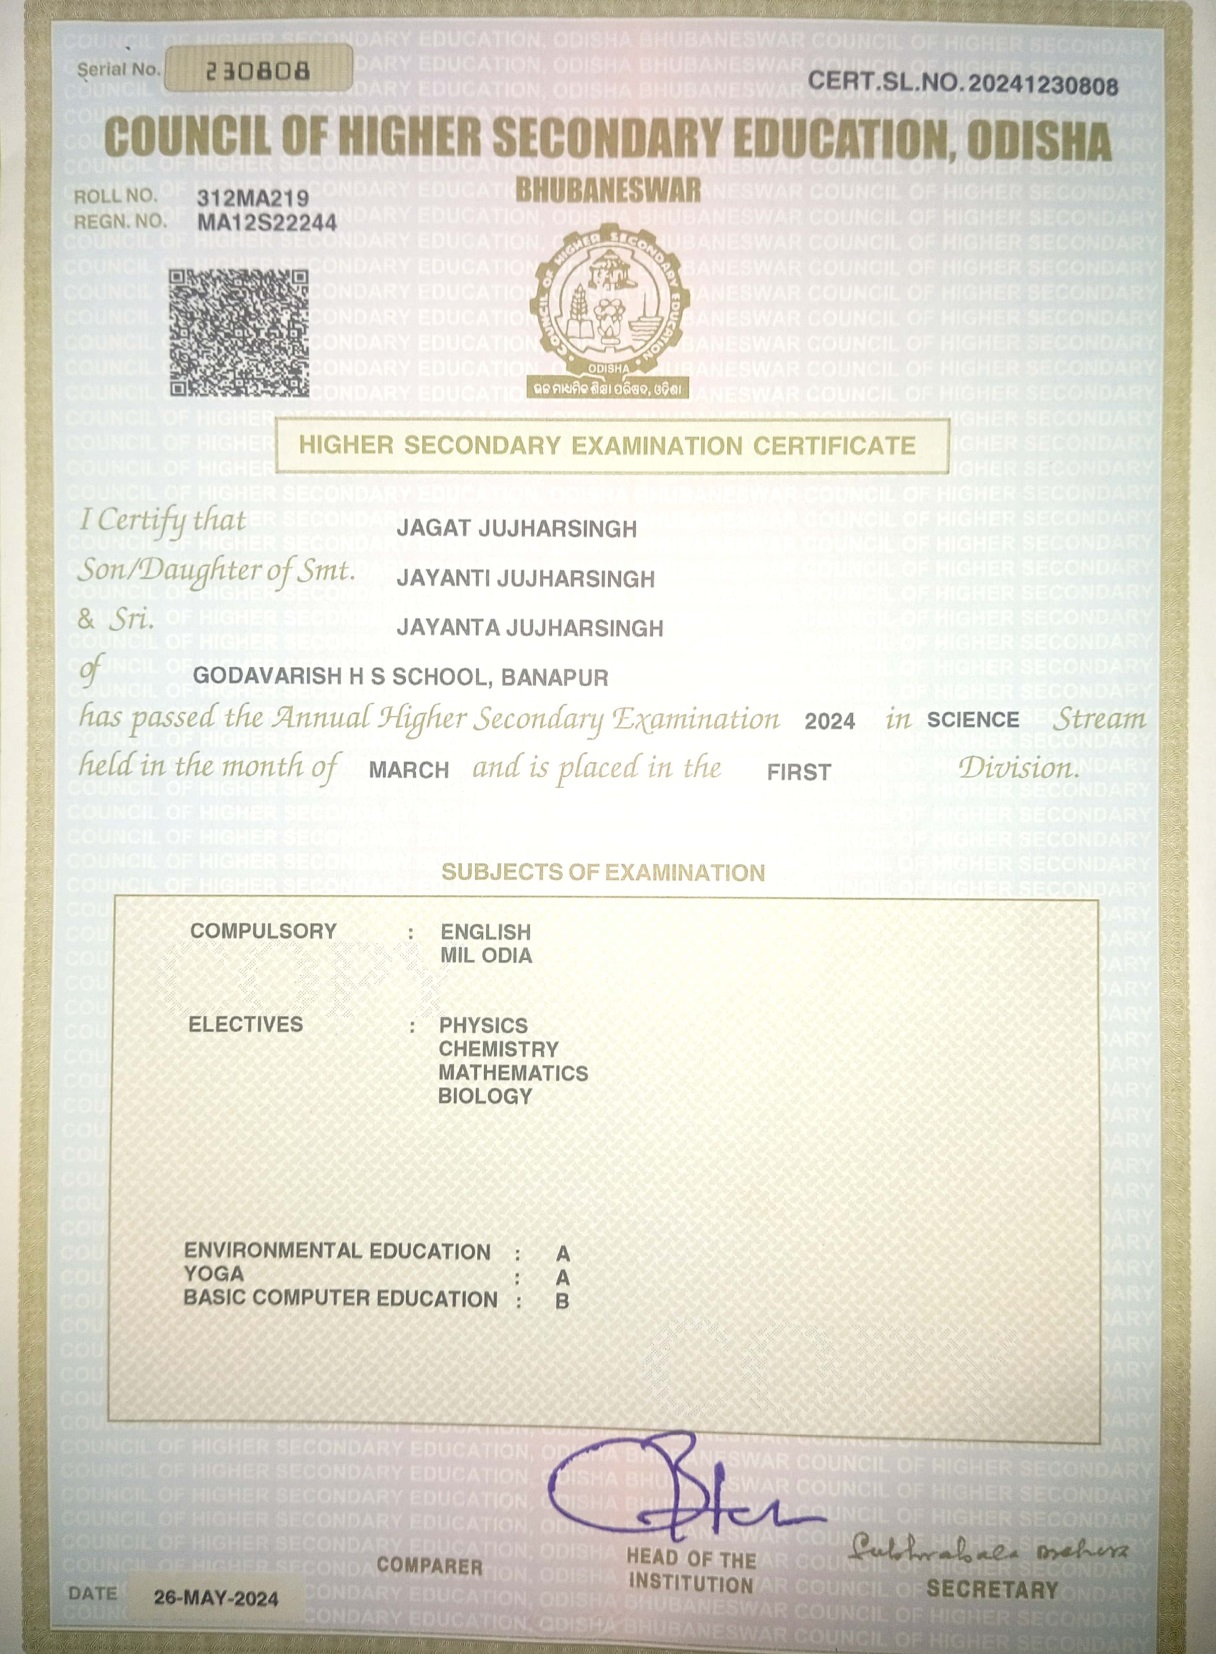 Serial No. 230808
CERT.SL.NO.20241230808
COUNCIL OF HIGHER SECONDARY EDUCATION, ODISHA
BHUBANESWAR
ROLL NO. 312MA219
REGN. NO. MA12S22244
COUNCIL OF HIGHER SECONDARY EDUCATION
ODISHA
ଉଚ୍ଚ ମାଧ୍ୟମିକ ଶିକ୍ଷା ପରିଷଦ, ଓଡ଼ିଶା
HIGHER SECONDARY EXAMINATION CERTIFICATE
I Certify that JAGAT JUJHARSINGH
Son/Daughter of Smt. JAYANTI JUJHARSINGH
& Sri. JAYANTA JUJHARSINGH
of GODAVARISH H S SCHOOL, BANAPUR
has passed the Annual Higher Secondary Examination 2024 in SCIENCE Stream
held in the month of MARCH and is placed in the FIRST Division.
SUBJECTS OF EXAMINATION
COMPULSORY : ENGLISH
MIL ODIA
ELECTIVES : PHYSICS
CHEMISTRY
MATHEMATICS
BIOLOGY
ENVIRONMENTAL EDUCATION : A
YOGA : A
BASIC COMPUTER EDUCATION : B
COMPARER
HEAD OF THE
INSTITUTION
SECRETARY
DATE 26-MAY-2024